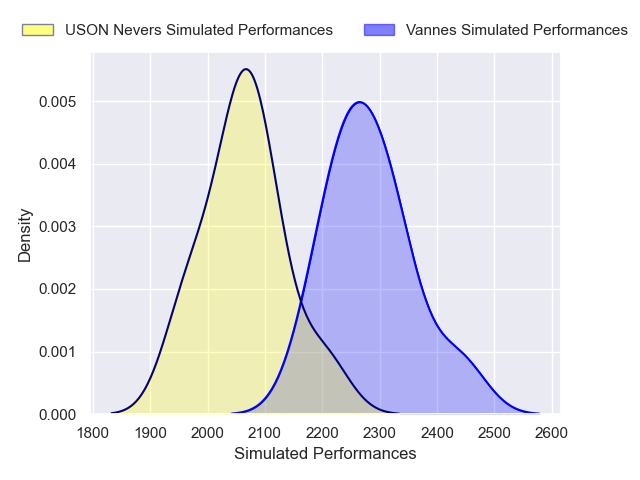 USON Nevers Simulated Performances Vannes Simulated Performances
0.005
0.004
0.003
0.002
0.001
0.000
Density
1800 1900 2000 2100 2200 2300 2400 2500 2600
Simulated Performances